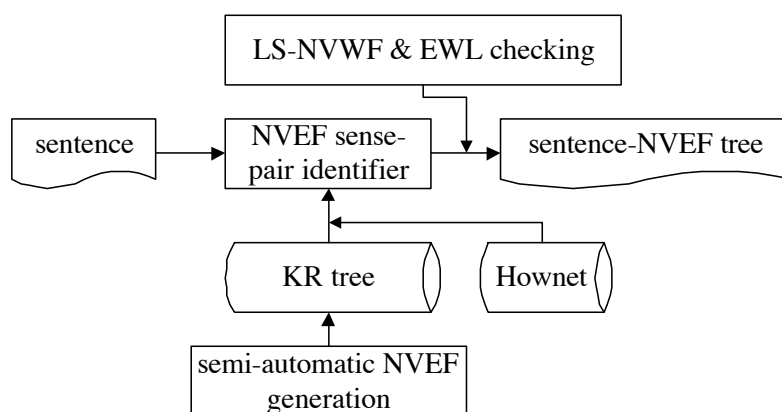 LS-NVWF & EWL checking
sentence
NVEF sense-
pair identifier
sentence-NVEF tree
KR tree
Hownet
semi-automatic NVEF
generation